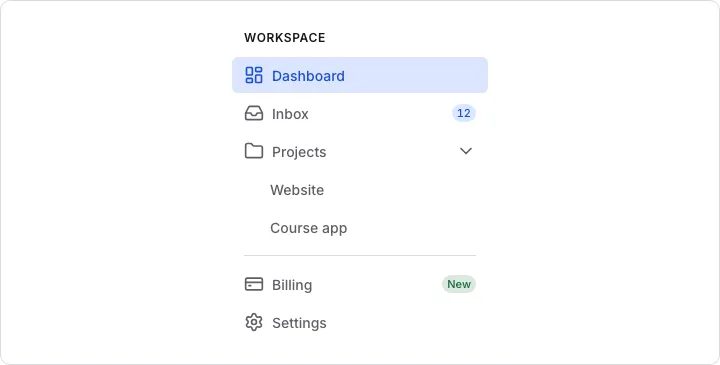 WORKSPACE
Dashboard
Inbox 12
Projects
Website
Course app
Billing New
Settings